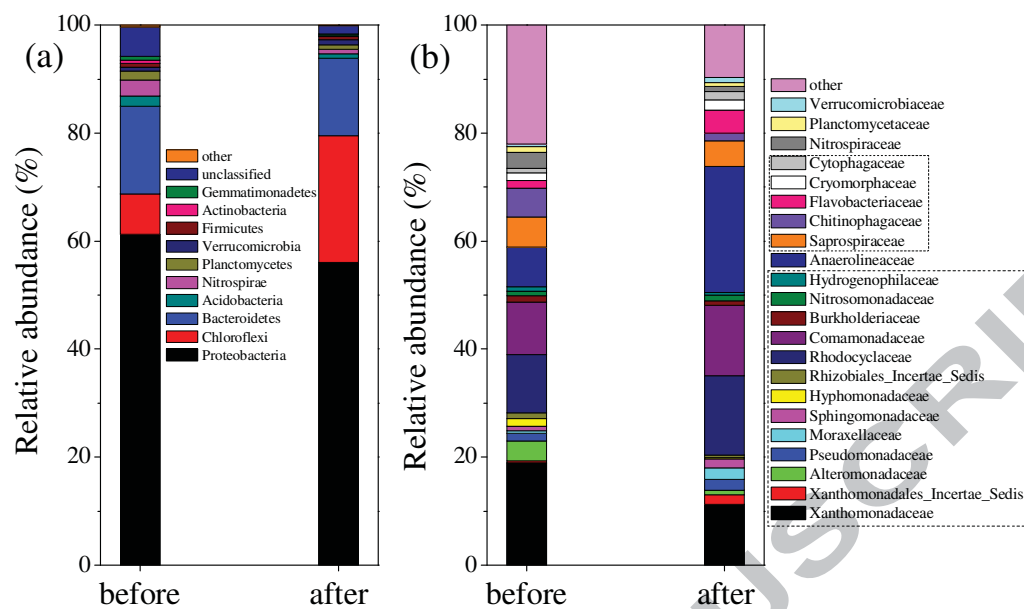 (a)
Relative abundance (%)
100
80
60
40
20
0
other
unclassified
Gemmatimonadetes
Actinobacteria
Firmicutes
Verrucomicrobia
Planctomycetes
Nitrospirae
Acidobacteria
Bacteroidetes
Chloroflexi
Proteobacteria
before
after
(b)
Relative abundance (%)
100
80
60
40
20
0
before
after
other
Verrucomicrobiaceae
Planctomycetaceae
Nitrospiraceae
Cytophagaceae
Cryomorphaceae
Flavobacteriaceae
Chitinophagaceae
Saprospiraceae
Anaerolineaceae
Hydrogenophilaceae
Nitrosomonadaceae
Burkholderiaceae
Comamonadaceae
Rhodocyclaceae
Rhizobiales_Incertae_Sedis
Hyphomonadaceae
Sphingomonadaceae
Moraxellaceae
Pseudomonadaceae
Alteromonadaceae
Xanthomonadales_Incertae_Sedis
Xanthomonadaceae
USCRI